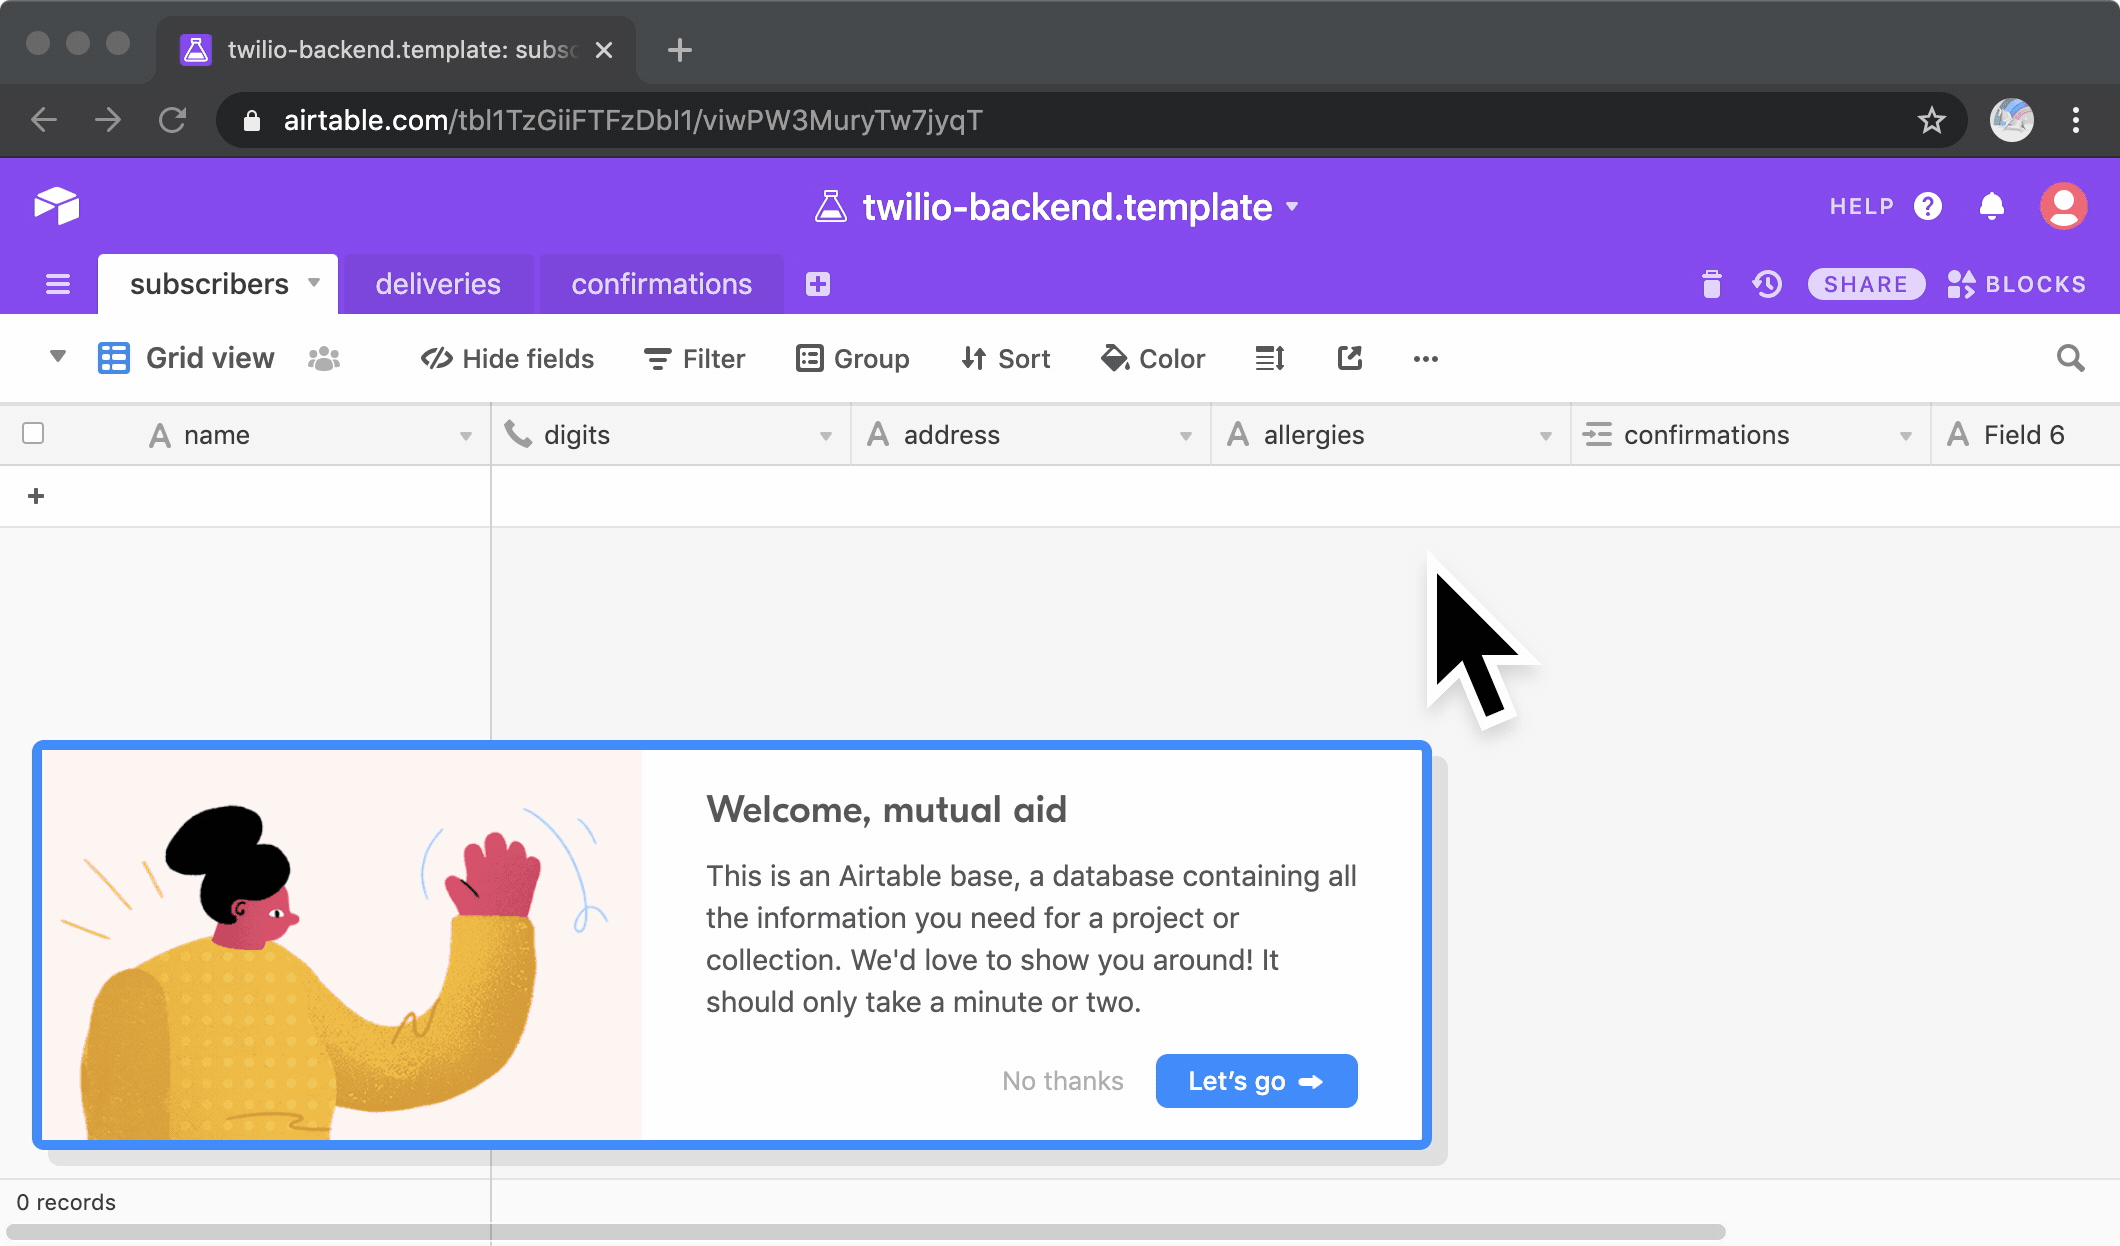 twilio-backend.template: subsc
airtable.com/tbl1TzGiiFTFzDbI1/viwPW3MuryTw7jyqT
twilio-backend.template
HELP
subscribers
deliveries
confirmations
SHARE
BLOCKS
Grid view
Hide fields
Filter
Group
Sort
Color
name
digits
address
allergies
confirmations
Field 6
Welcome, mutual aid
This is an Airtable base, a database containing all
the information you need for a project or
collection. We'd love to show you around! It
should only take a minute or two.
No thanks
Let’s go
0 records